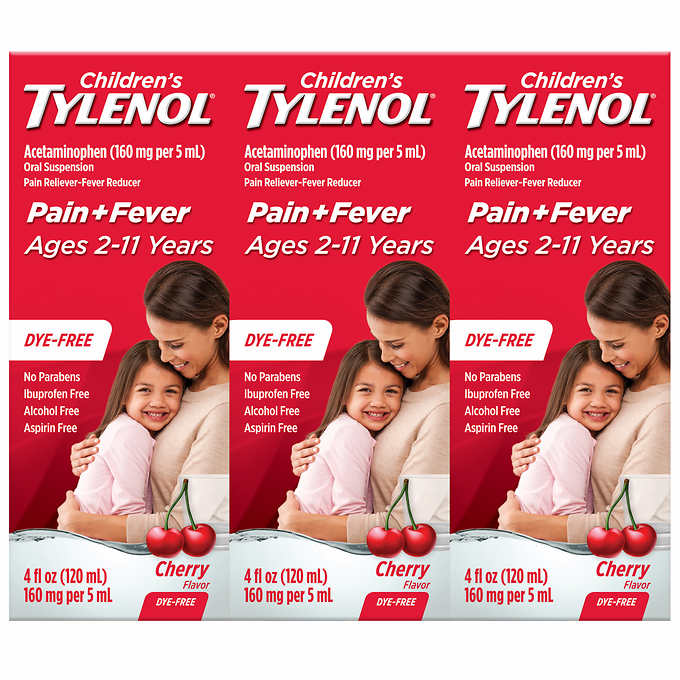 Children's
TYLENOL®
Acetaminophen (160 mg per 5 mL)
Oral Suspension
Pain Reliever-Fever Reducer
Pain+Fever
Ages 2-11 Years
DYE-FREE
No Parabens
Ibuprofen Free
Alcohol Free
Aspirin Free
4 fl oz (120 mL)
160 mg per 5 mL
Cherry
Flavor
DYE-FREE
Children's
TYLENOL®
Acetaminophen (160 mg per 5 mL)
Oral Suspension
Pain Reliever-Fever Reducer
Pain+Fever
Ages 2-11 Years
DYE-FREE
No Parabens
Ibuprofen Free
Alcohol Free
Aspirin Free
4 fl oz (120 mL)
160 mg per 5 mL
Cherry
Flavor
DYE-FREE
Children's
TYLENOL®
Acetaminophen (160 mg per 5 mL)
Oral Suspension
Pain Reliever-Fever Reducer
Pain+Fever
Ages 2-11 Years
DYE-FREE
No Parabens
Ibuprofen Free
Alcohol Free
Aspirin Free
4 fl oz (120 mL)
160 mg per 5 mL
Cherry
Flavor
DYE-FREE